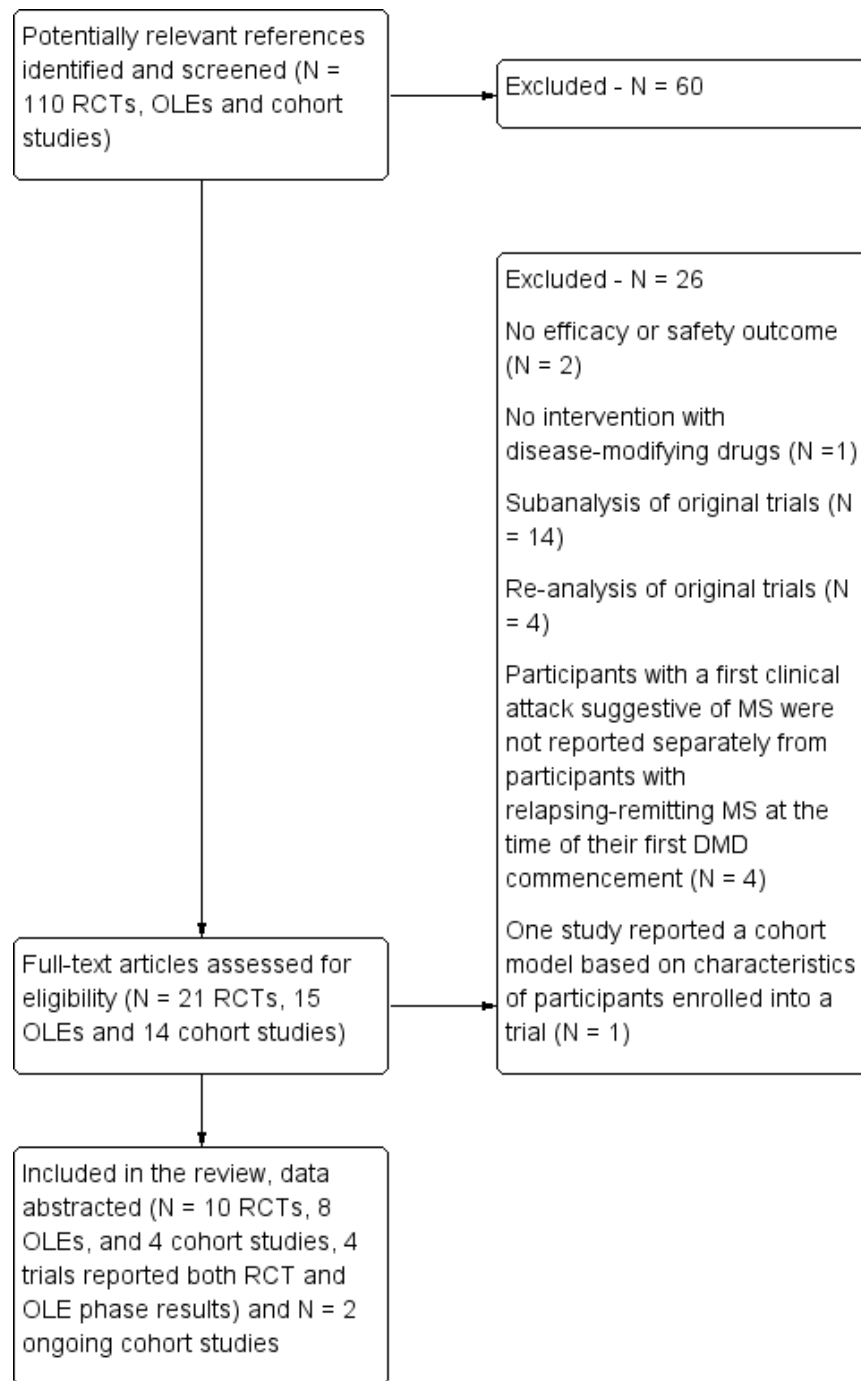 Potentially relevant references
identified and screened (N =
110 RCTs, OLEs and cohort
studies)
Excluded - N = 60
Excluded - N = 26
No efficacy or safety outcome
(N = 2)
No intervention with
disease-modifying drugs (N =1)
Subanalysis of original trials (N
= 14)
Re-analysis of original trials (N
= 4)
Participants with a first clinical
attack suggestive of MS were
not reported separately from
participants with
relapsing-remitting MS at the
time of their first DMD
commencement (N = 4)
One study reported a cohort
model based on characteristics
of participants enrolled into a
trial (N = 1)
Full-text articles assessed for
eligibility (N = 21 RCTs, 15
OLEs and 14 cohort studies)
Included in the review, data
abstracted (N = 10 RCTs, 8
OLEs, and 4 cohort studies, 4
trials reported both RCT and
OLE phase results) and N = 2
ongoing cohort studies